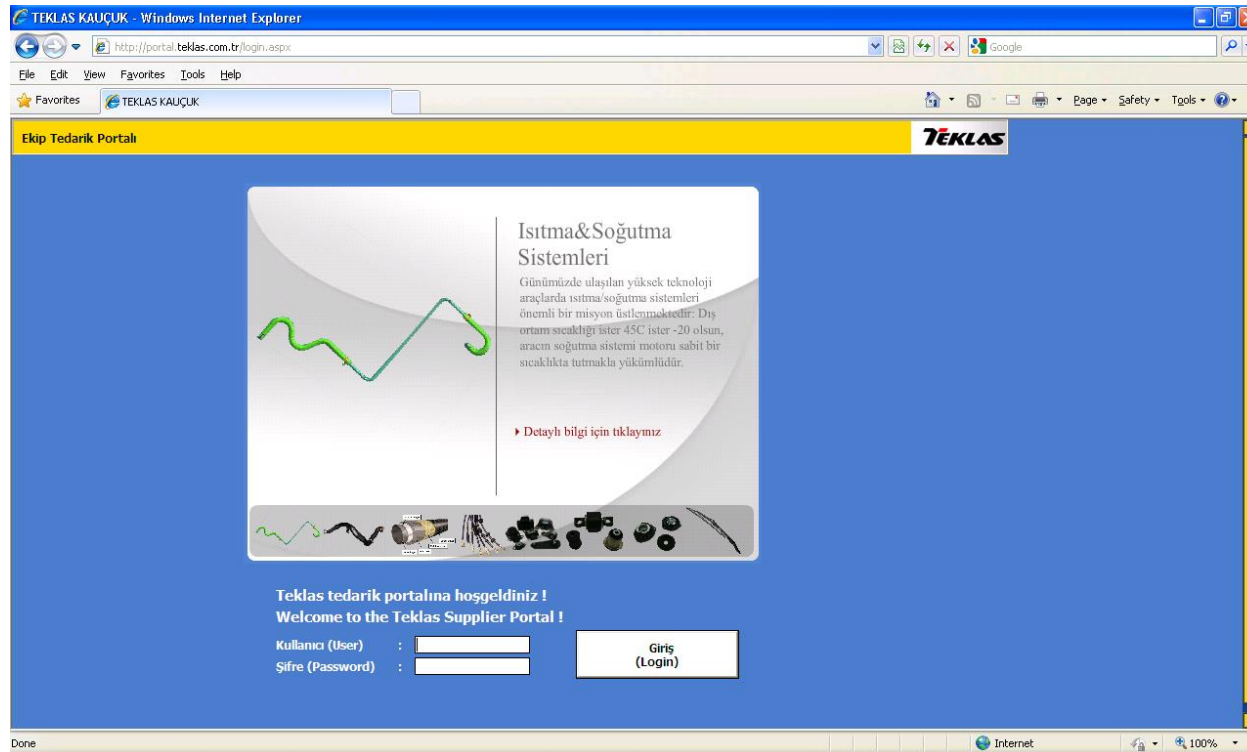 TEKLAS KAUÇUK - Windows Internet Explorer
http://portal.teklas.com.tr/login.aspx
Google
File Edit View Favorites Tools Help
Favorites TEKLAS KAUÇUK Page Safety Tools
Ekip Tedarik Portalı TEKLAS
Isıtma&Soğutma
Sistemleri
Günümüzde ulaşılan yüksek teknoloji
araçlarda ısıtma/soğutma sistemleri
önemli bir misyon üstlenmektedir: Dış
ortam sıcaklığı ister 45C ister -20 olsun,
aracın soğutma sistemi motoru sabit bir
sıcaklıkta tutmakla yükümlüdür.
Detaylı bilgi için tıklayınız
Teklas tedarik portalına hoşgeldiniz !
Welcome to the Teklas Supplier Portal !
Kullanıcı (User) :
Şifre (Password) :
Giriş
(Login)
Done Internet 100%